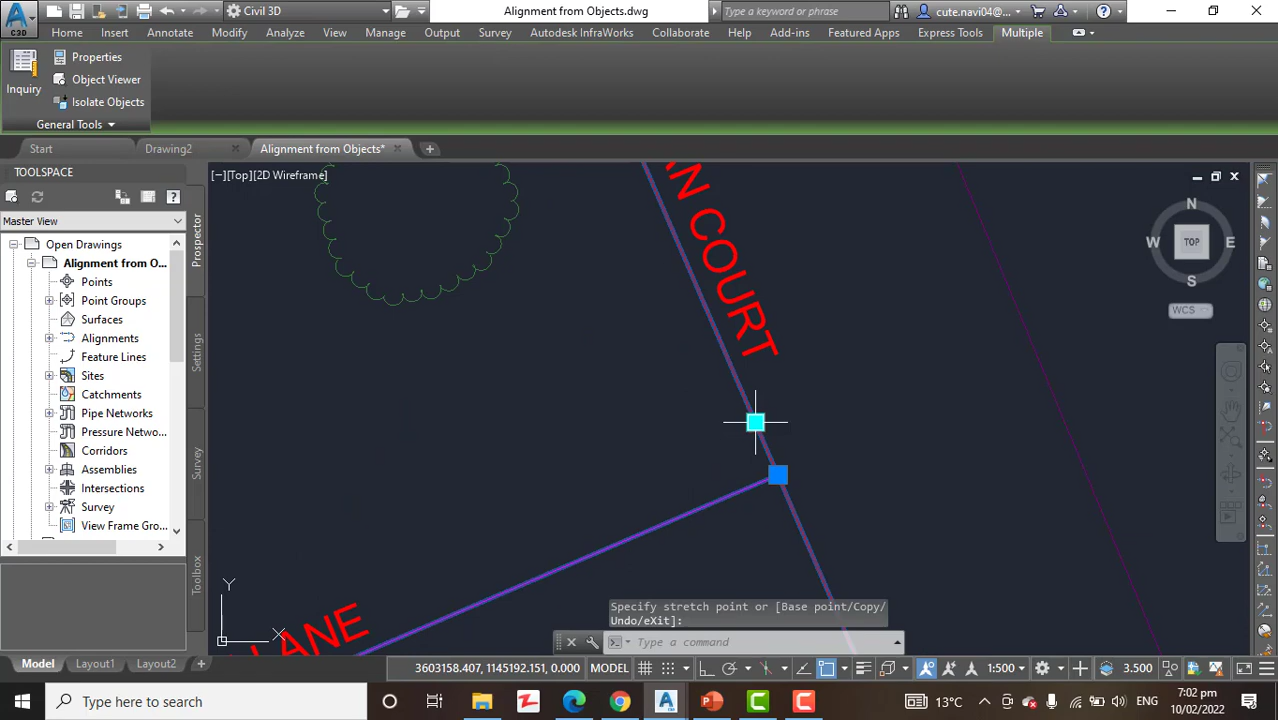 C3D
Civil 3D
Alignment from Objects.dwg
Type a keyword or phrase
cute.navi04@...
Home Insert Annotate Modify Analyze View Manage Output Survey Autodesk InfraWorks Collaborate Help Add-ins Featured Apps Express Tools Multiple
Inquiry
Properties
Object Viewer
Isolate Objects
General Tools
Start
Drawing2
Alignment from Objects*
TOOLSPACE
Master View
Open Drawings
Alignment from O...
Points
Point Groups
Surfaces
Alignments
Feature Lines
Sites
Catchments
Pipe Networks
Pressure Netwo...
Corridors
Assemblies
Intersections
Survey
View Frame Gro...
Prospector
Settings
Survey
Toolbox
[−][Top][2D Wireframe]
N COURT
LANE
N
W TOP E
S
WCS
Y
X
Specify stretch point or [Base point/Copy/
Undo/eXit]:
Type a command
Model Layout1 Layout2
3603158.407, 1145192.151, 0.000 MODEL
1:500
3.500
Type here to search
13°C
ENG
7:02 pm
10/02/2022